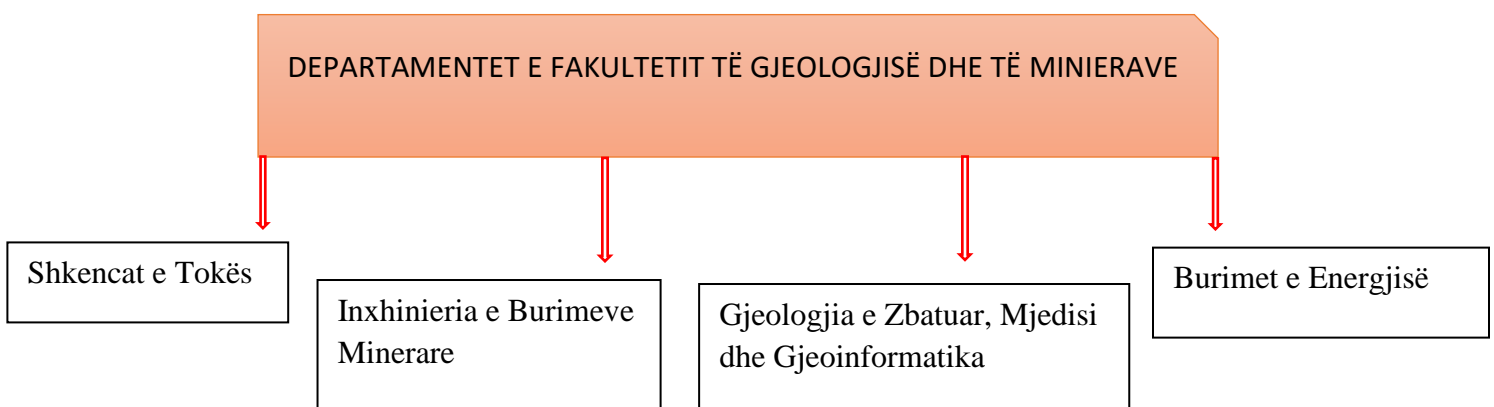 DEPARTAMENTET E FAKULTETIT TË GJEOLOGJISË DHE TË MINIERAVE
Shkencat e Tokës
Inxhinieria e Burimeve
Minerare
Gjeologjia e Zbatuar, Mjedisi
dhe Gjeoinformatika
Burimet e Energjisë